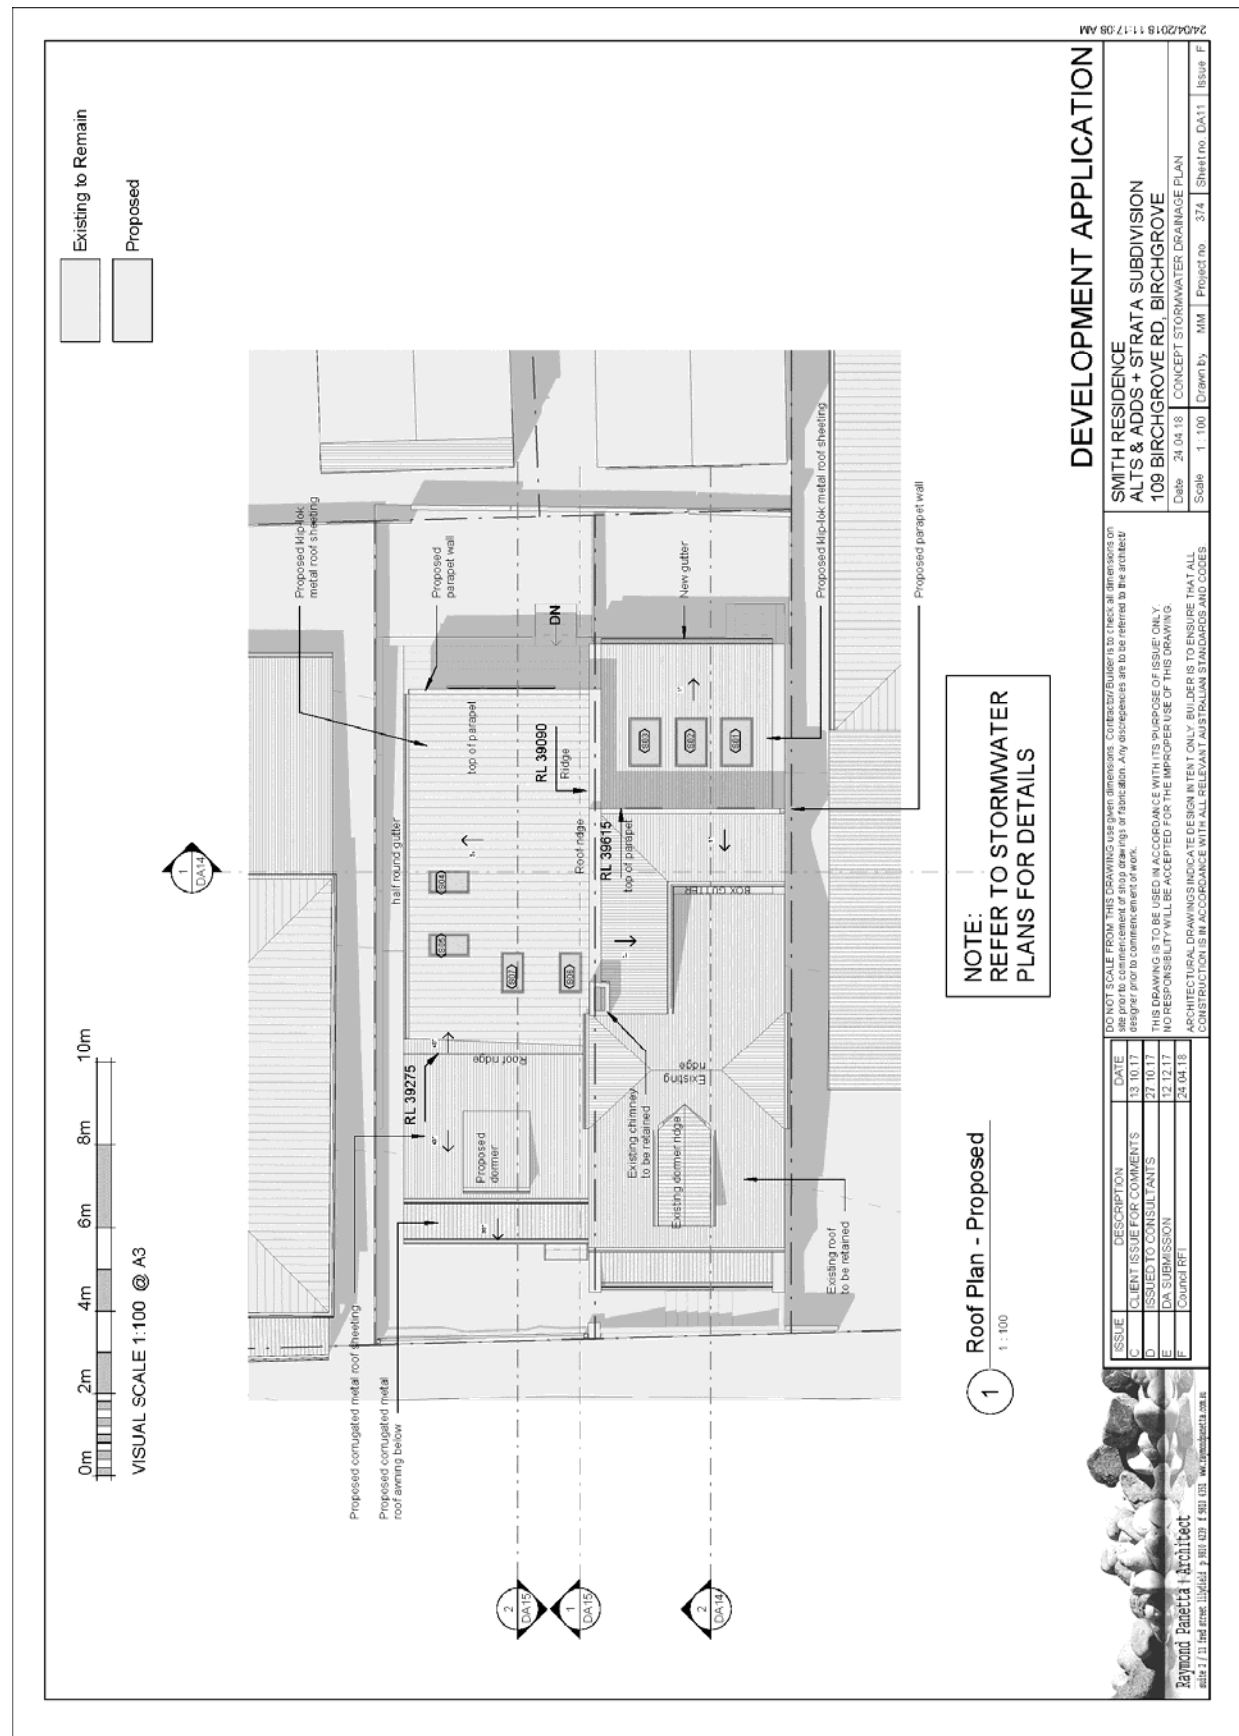 24/04/2018 11:17:08 AM
Existing to Remain
Proposed
0m 2m 4m 6m 8m 10m
VISUAL SCALE 1:100 @ A3
1
DA14
Proposed klip-lok
metal roof sheeting
Proposed
parapet wall
New gutter
Proposed klip-lok metal roof sheeting
Proposed parapet wall
half round gutter
top of parapet
DN
RL 39090
Ridge
Roof ridge
RL 39615
top of parapet
S03
S02
S01
S04
S05
S07
S06
BOX GUTTER
RL 39275
Roof ridge
Proposed
dormer
Existing
ridge
Existing dormer ridge
Existing chimney
to be retained
Existing roof
to be retained
Proposed corrugated metal roof sheeting
Proposed corrugated metal
roof awning below
2
DA15
1
DA15
2
DA14
NOTE:
REFER TO STORMWATER
PLANS FOR DETAILS
1
Roof Plan - Proposed
1 : 100
DEVELOPMENT APPLICATION
Raymond Panetta | Architect
ISSUE DESCRIPTION DATE
C CLIENT ISSUE FOR COMMENTS 13.10.17
D ISSUED TO CONSULTANTS 27.10.17
E DA SUBMISSION 12.12.17
F Council RFI 24.04.18
DO NOT SCALE FROM THIS DRAWING use given dimensions. Contractor/ Builder is to check all dimensions on
site prior to commencement of shop drawings or fabrication. Any discrepencies are to be referred to the architect/
designer prior to commencement of work.
THIS DRAWING IS TO BE USED IN ACCORDANCE WITH ITS 'PURPOSE OF ISSUE' ONLY.
NO RESPONSIBILITY WILL BE ACCEPTED FOR THE IMPROPER USE OF THIS DRAWING.
ARCHITECTURAL DRAWINGS INDICATE DESIGN INTENT ONLY. BUILDER IS TO ENSURE THAT ALL
CONSTRUCTION IS IN ACCORDANCE WITH ALL RELEVANT AUSTRALIAN STANDARDS AND CODES.
SMITH RESIDENCE
ALTS & ADDS + STRATA SUBDIVISION
109 BIRCHGROVE RD, BIRCHGROVE
Date 24.04.18 CONCEPT STORMWATER DRAINAGE PLAN
Scale 1 : 100 Drawn by MM Project no 374 Sheet no. DA11 Issue F